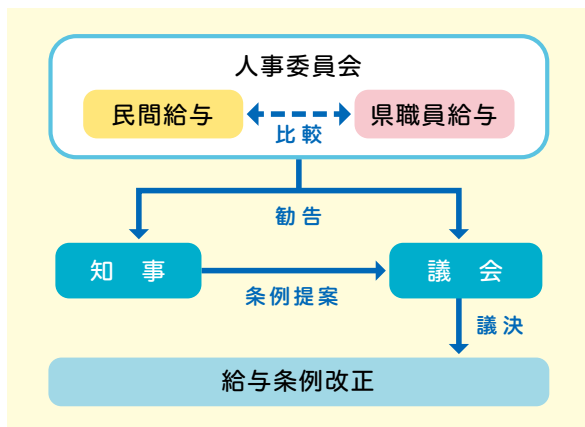 人事委員会
民間給与
県職員給与
比較
勧告
知 事
議 会
条例提案
議決
給与条例改正